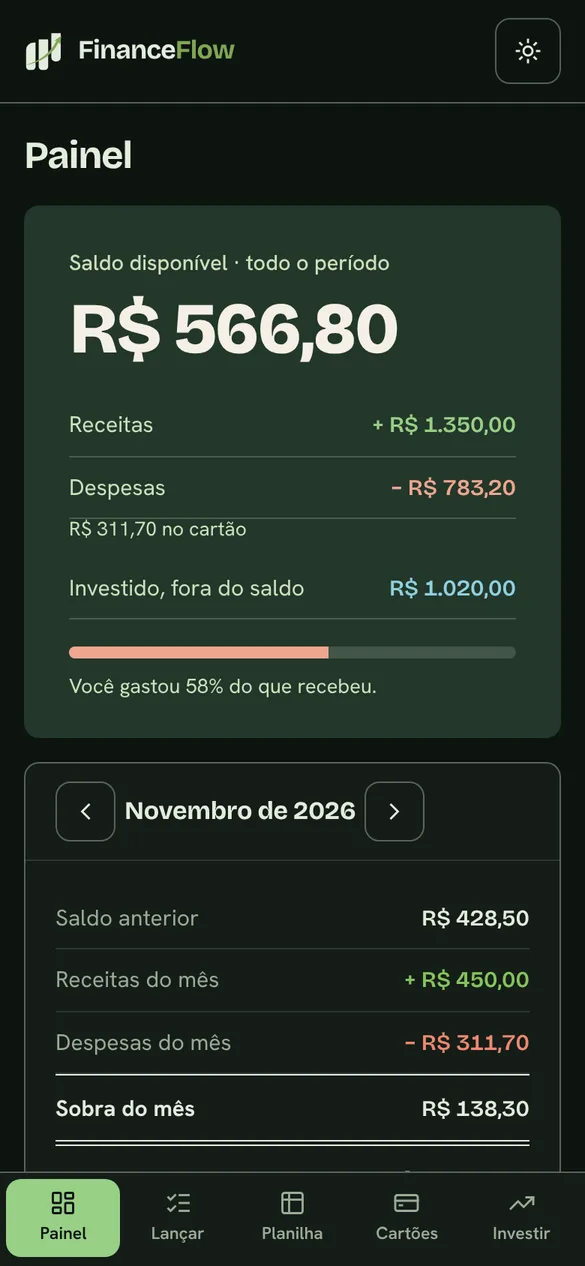 FinanceFlow
Painel
Saldo disponível · todo o período
R$ 566,80
Receitas + R$ 1.350,00
Despesas − R$ 783,20
R$ 311,70 no cartão
Investido, fora do saldo R$ 1.020,00
Você gastou 58% do que recebeu.
Novembro de 2026
Saldo anterior R$ 428,50
Receitas do mês + R$ 450,00
Despesas do mês − R$ 311,70
Sobra do mês R$ 138,30
Painel Lançar Planilha Cartões Investir